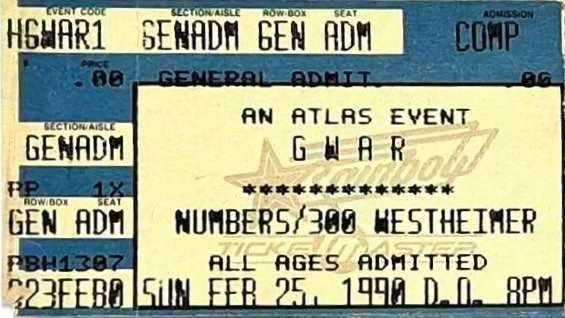 EVENT CODE SECTION/AISLE ROW/BOX SEAT ADMISSION
HGWAR1 GENADM GEN ADM COMP
PRICE
$ .00 GENERAL ADMIT. .00
AN ATLAS EVENT
SECTION/AISLE
GENADM
G W A R
Rainbow
*************
PP 1X
ROW/BOX SEAT
GEN ADM
NUMBERS/300 WESTHEIMER
TICKETMASTER
PBH1307
ALL AGES ADMITTED
C23FEB0
SUN FEB 25, 1990 D.O. 8PM